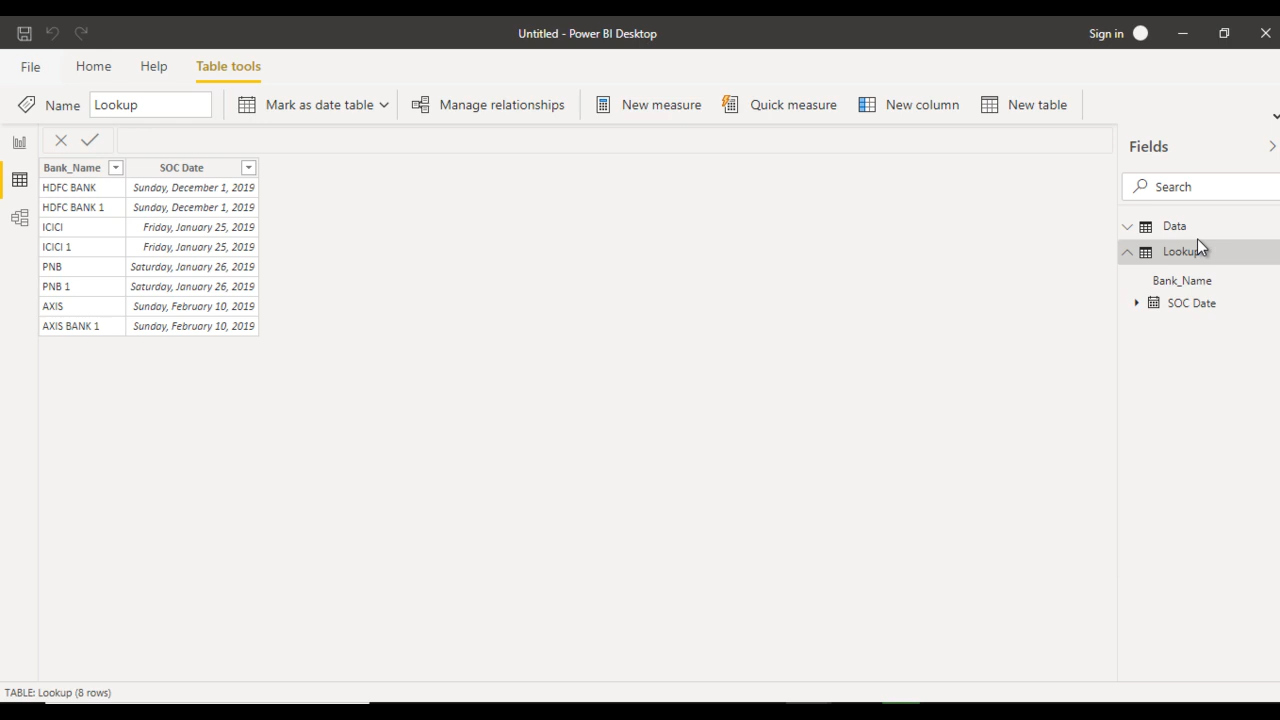 Untitled - Power BI Desktop
Sign in
File Home Help Table tools
Name Lookup Mark as date table Manage relationships New measure Quick measure New column New table
Fields
Search
Data
Lookup
Bank_Name
SOC Date
Bank_Name SOC Date
HDFC BANK Sunday, December 1, 2019
HDFC BANK 1 Sunday, December 1, 2019
ICICI Friday, January 25, 2019
ICICI 1 Friday, January 25, 2019
PNB Saturday, January 26, 2019
PNB 1 Saturday, January 26, 2019
AXIS Sunday, February 10, 2019
AXIS BANK 1 Sunday, February 10, 2019
TABLE: Lookup (8 rows)